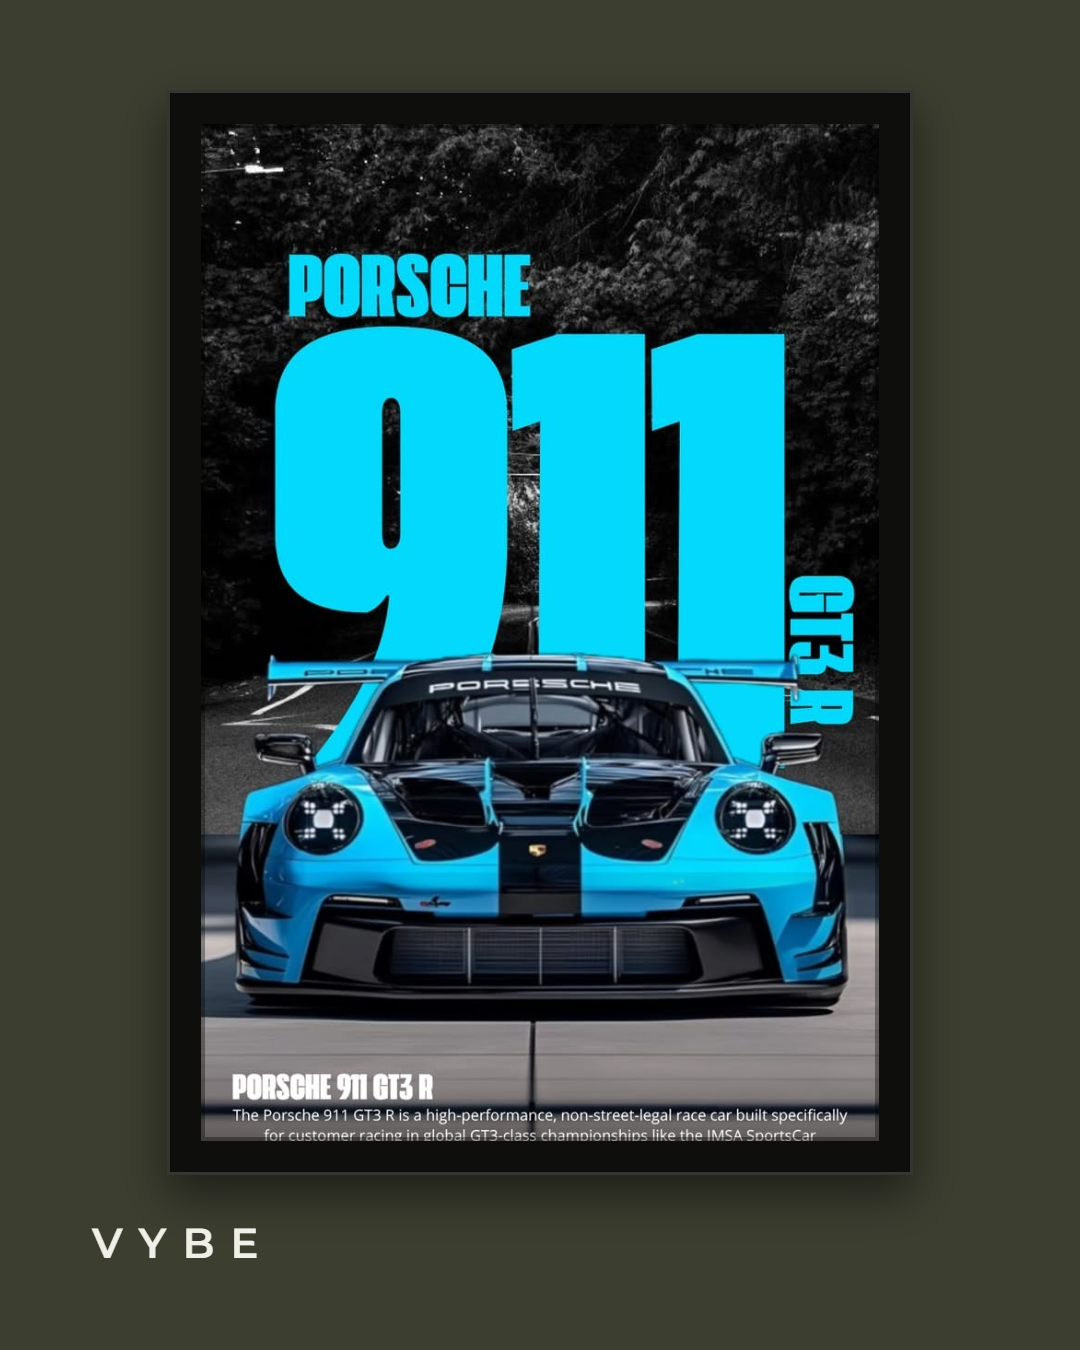 PORSCHE
911
GT3 R
PORSSCHE
PORSCHE 911 GT3 R
The Porsche 911 GT3 R is a high-performance, non-street-legal race car built specifically
for customer racing in global GT3-class championships like the IMSA SportsCar
VYBE